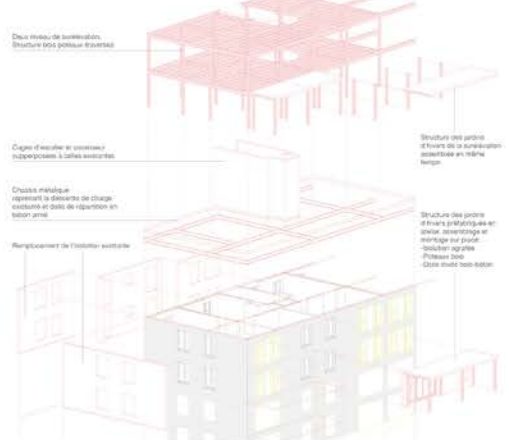 Deux niveau de surélévation.
Structure bois poteaux traverses
Cages d'escalier et ascenseur
supperposées à celles existantes
Chassis métallique
reprenant la descente de charge
existante et dalle de répartition en
béton armé
Remplacement de l'isolation existante
Structure des jardins
d'hivers de la surélévation
assemblée en même
temps
Structure des jardins
d'hivers préfabriqués en
atelier, assemblage et
montage sur place :
-Isolation agrafée
-Poteaux bois
-Dalle mixte bois-béton